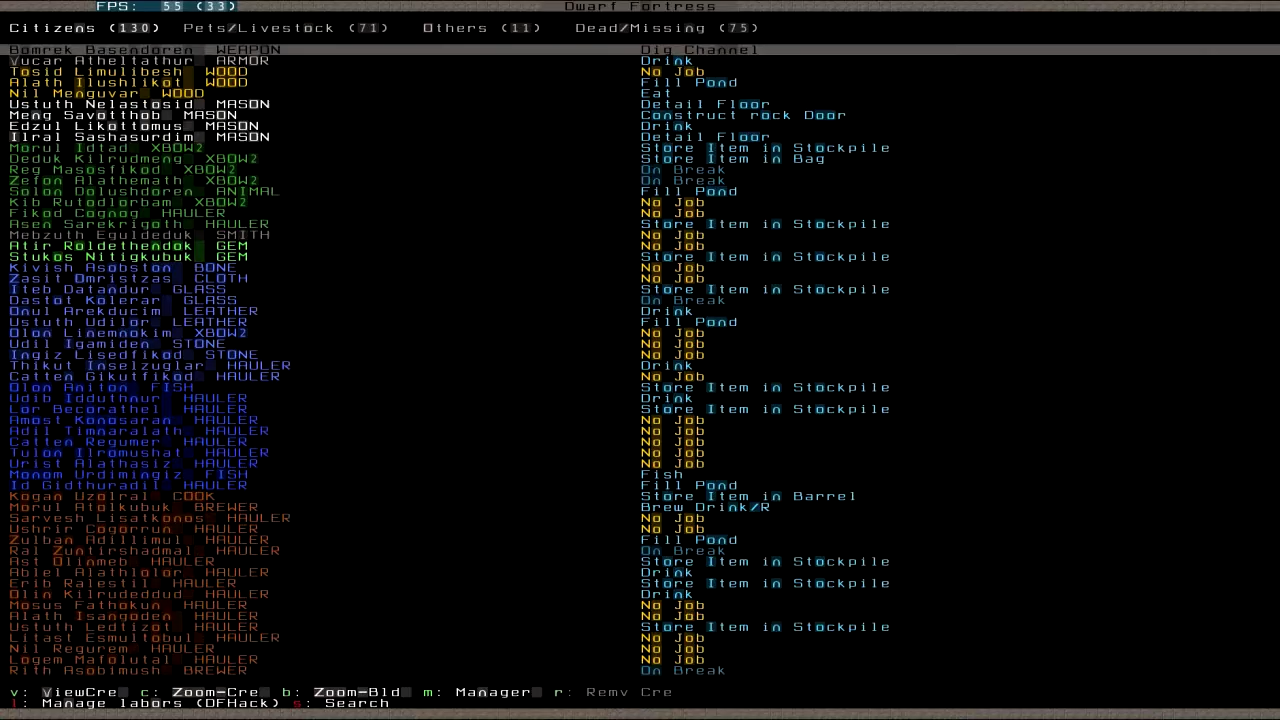 FPS: 55 (33) Dwarf Fortress
Citizens (130) Pets/Livestock (71) Others (11) Dead/Missing (75)
Bomrek Basendoren WEAPON Dig Channel
Vucar Atheltathur ARMOR Drink
Tosid Limulibesh WOOD No Job
Alath Ilushlikot WOOD Fill Pond
Nil Menguvar WOOD Eat
Ustuth Nelastosid MASON Detail Floor
Meng Savotthob MASON Construct rock Door
Edzul Likottomus MASON Drink
Ilral Sashasurdim MASON Detail Floor
Morul Idtad XBOW2 Store Item in Stockpile
Deduk Kilrudmeng XBOW2 Store Item in Bag
Reg Masosfikod XBOW2 On Break
Zefon Alathemath XBOW2 On Break
Solon Dolushdoren ANIMAL Fill Pond
Kib Rutodlorbam XBOW2 No Job
Fikod Cognog HAULER No Job
Asen Sarekrigoth HAULER Store Item in Stockpile
Mebzuth Eguldeduk SMITH No Job
Atir Roldethendok GEM No Job
Stukos Nitigkubuk GEM Store Item in Stockpile
Kivish Asobston BONE No Job
Zasit Omristzas CLOTH No Job
Iteb Datandur GLASS Store Item in Stockpile
Dastot Kolerar GLASS On Break
Onul Arekducim LEATHER Drink
Ustuth Udilor LEATHER Fill Pond
Olon Linemnokim XBOW2 No Job
Udil Igamiden STONE No Job
Ingiz Lisedfikod STONE No Job
Thikut Inselzuglar HAULER Drink
Catten Gikutfikod HAULER No Job
Olon Aniton FISH Store Item in Stockpile
Udib Idduthnur HAULER Drink
Lor Becorathel HAULER Store Item in Stockpile
Amost Konosaran HAULER No Job
Adil Timnaralath HAULER No Job
Catten Regumer HAULER No Job
Tulon Ilromushat HAULER No Job
Urist Alathasiz HAULER No Job
Monom Urdimingiz FISH Fish
Id Gidthuradil HAULER Fill Pond
Kogan Uzolral COOK Store Item in Barrel
Morul Atolkubuk BREWER Brew Drink/R
Sarvesh Lisatkonos HAULER No Job
Ushrir Cogorrun HAULER No Job
Zulban Adillimul HAULER Fill Pond
Ral Zuntirshadmal HAULER On Break
Ast Olinmeb HAULER Store Item in Stockpile
Ablel Alathlolor HAULER Drink
Erib Ralestil HAULER Store Item in Stockpile
Olin Kilrudeddud HAULER Drink
Mosus Fathokun HAULER No Job
Alath Isangoden HAULER No Job
Ustuth Ledtizot HAULER Store Item in Stockpile
Litast Esmultobul HAULER No Job
Nil Regurem HAULER No Job
Logem Mafolutal HAULER No Job
Rith Asobimush BREWER On Break
v: ViewCre c: Zoom-Cre b: Zoom-Bld m: Manager r: Remv Cre
l: Manage labors (DFHack) s: Search